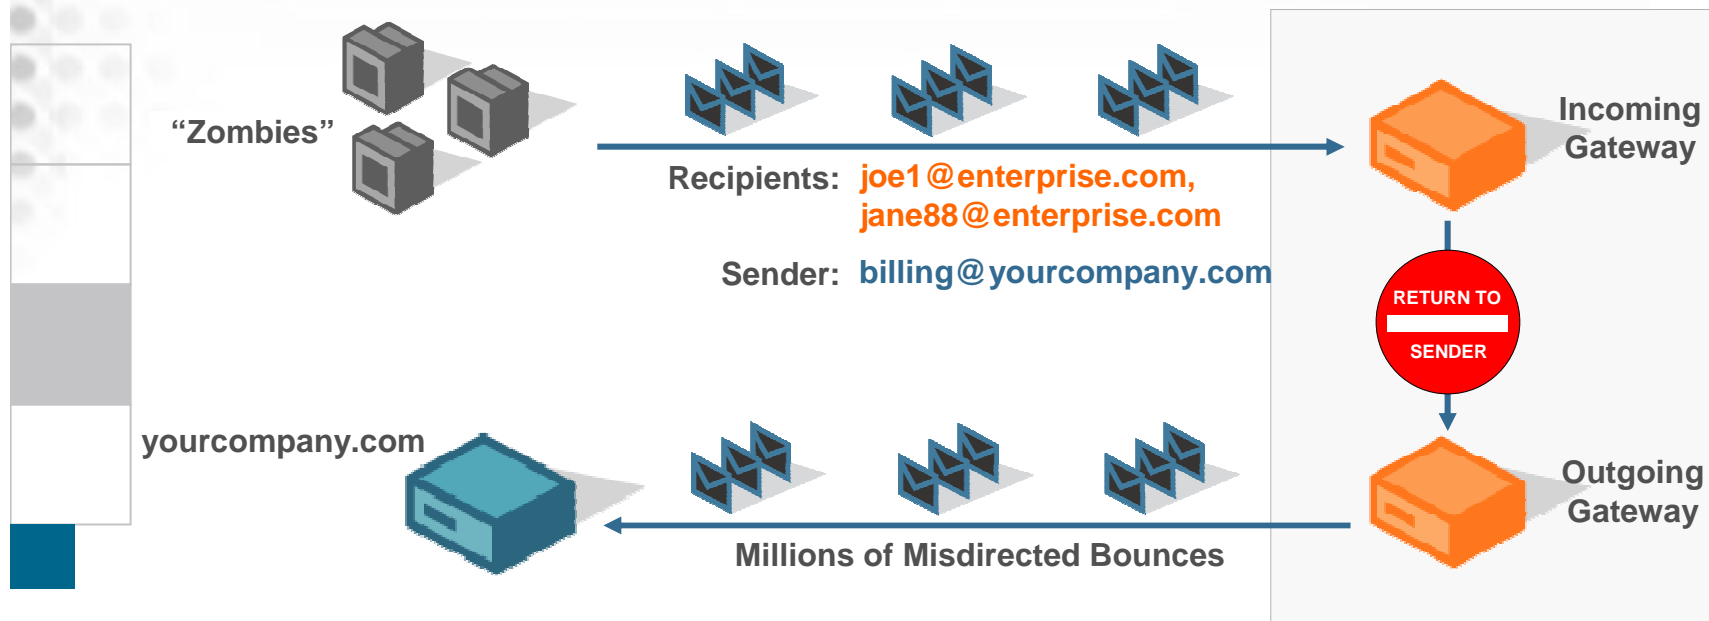 “Zombies”
Recipients: joe1@enterprise.com,
jane88@enterprise.com
Sender: billing@yourcompany.com
Incoming
Gateway
RETURN TO
SENDER
yourcompany.com
Millions of Misdirected Bounces
Outgoing
Gateway